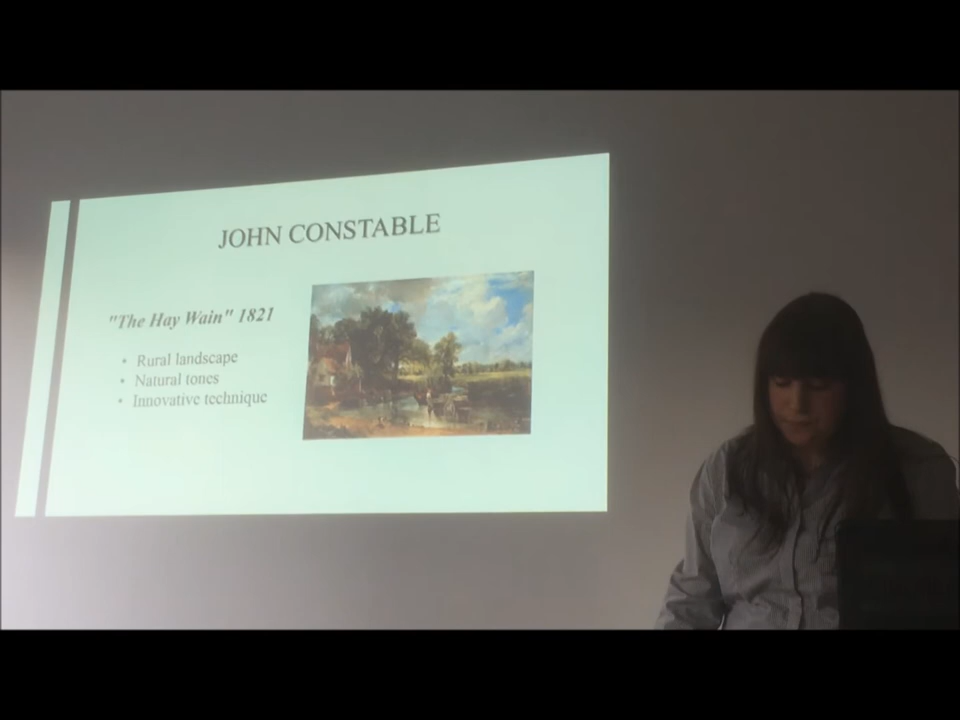 JOHN CONSTABLE
"The Hay Wain" 1821
• Rural landscape
• Natural tones
• Innovative technique